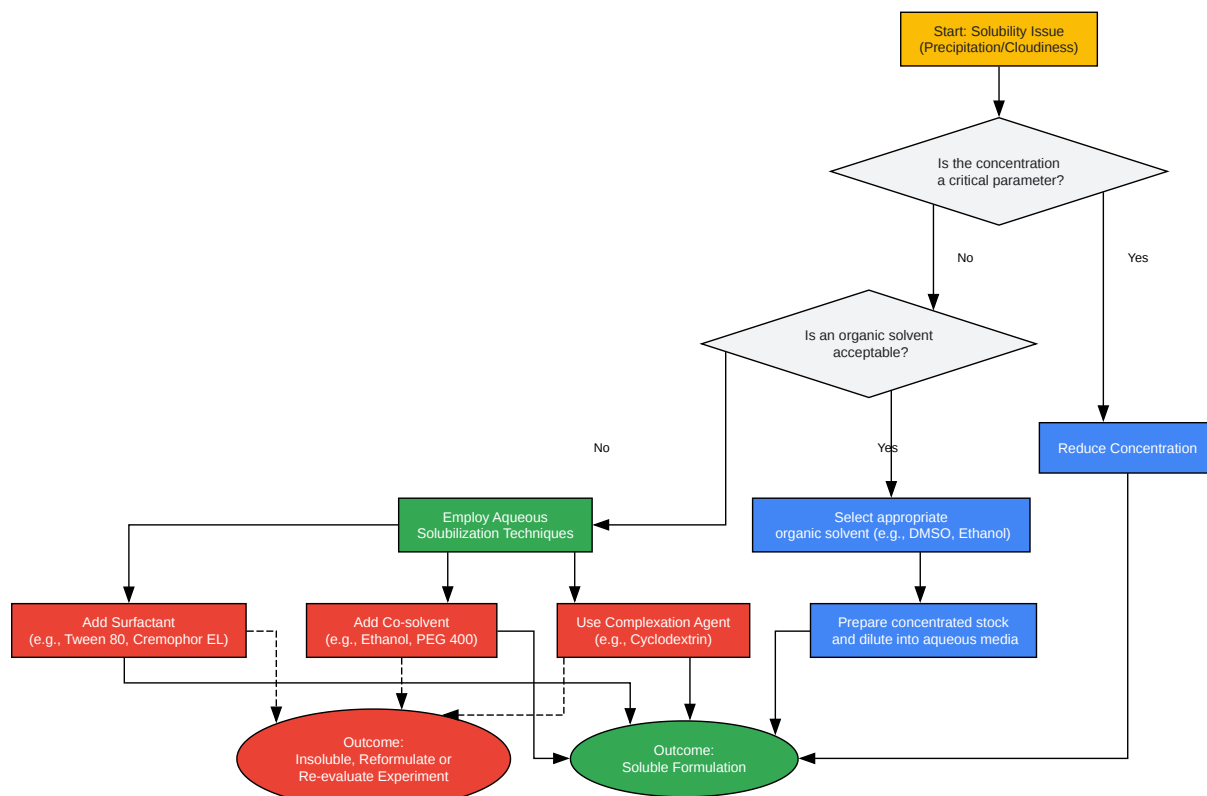 Start: Solubility Issue
(Precipitation/Cloudiness)
Is the concentration
a critical parameter?
No
Yes
Is an organic solvent
acceptable?
No
Yes
Reduce Concentration
Employ Aqueous
Solubilization Techniques
Select appropriate
organic solvent (e.g., DMSO, Ethanol)
Add Surfactant
(e.g., Tween 80, Cremophor EL)
Add Co-solvent
(e.g., Ethanol, PEG 400)
Use Complexation Agent
(e.g., Cyclodextrin)
Prepare concentrated stock
and dilute into aqueous media
Outcome:
Insoluble, Reformulate or
Re-evaluate Experiment
Outcome:
Soluble Formulation